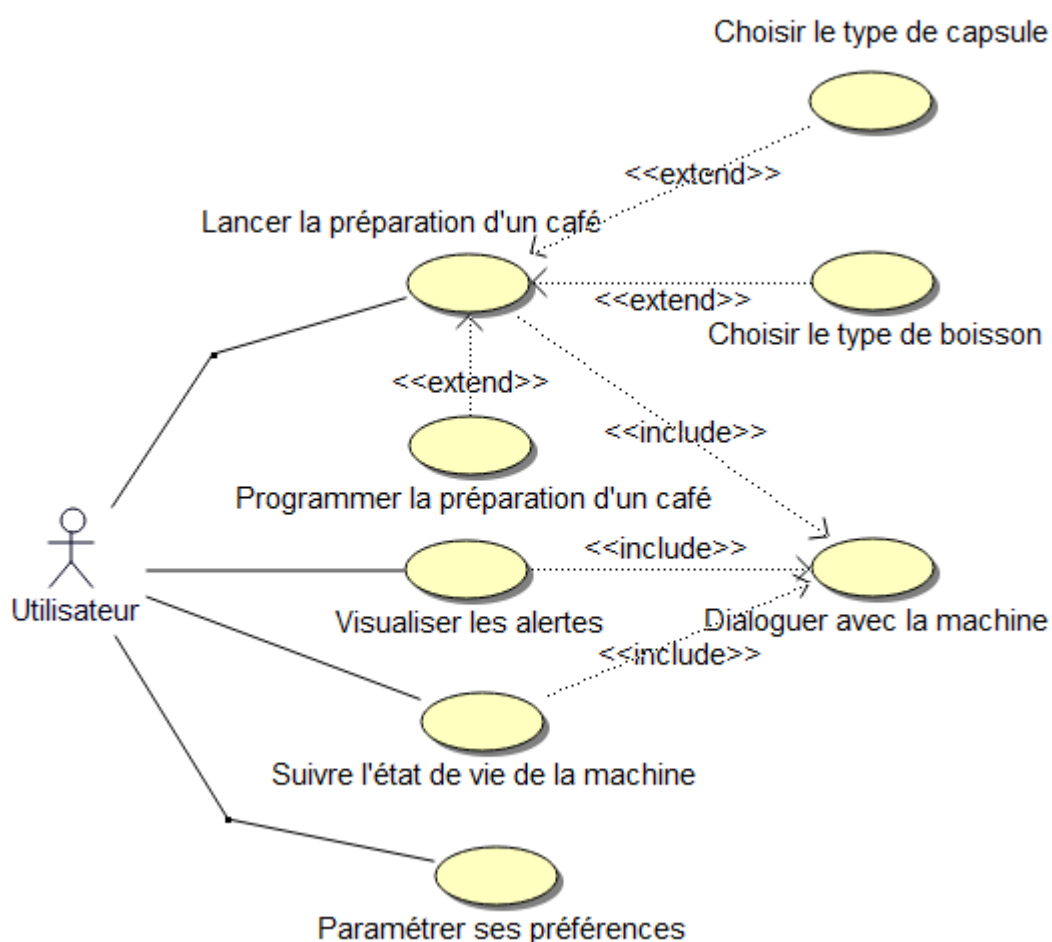 Choisir le type de capsule
<<extend>>
Lancer la préparation d'un café
<<extend>>
Choisir le type de boisson
<<extend>>
<<include>>
Programmer la préparation d'un café
<<include>>
Utilisateur
Visualiser les alertes
Dialoguer avec la machine
<<include>>
Suivre l'état de vie de la machine
Paramétrer ses préférences